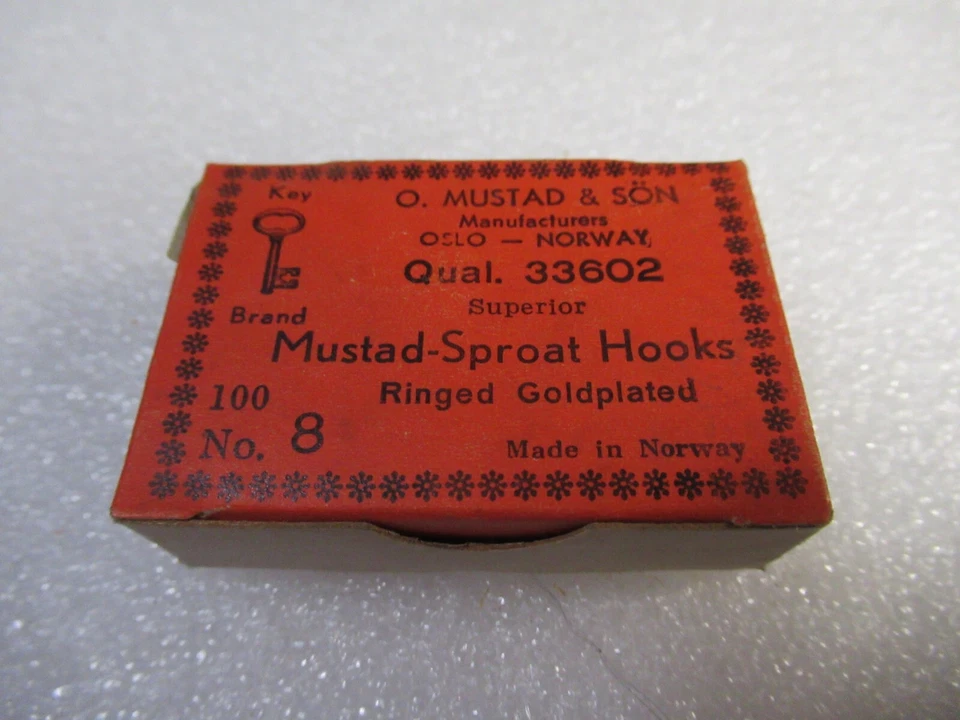 Key
Brand
O. MUSTAD & SÖN
Manufacturers
OSLO — NORWAY,
Qual. 33602
Superior
Mustad-Sproat Hooks
Ringed Goldplated
100
No. 8
Made in Norway